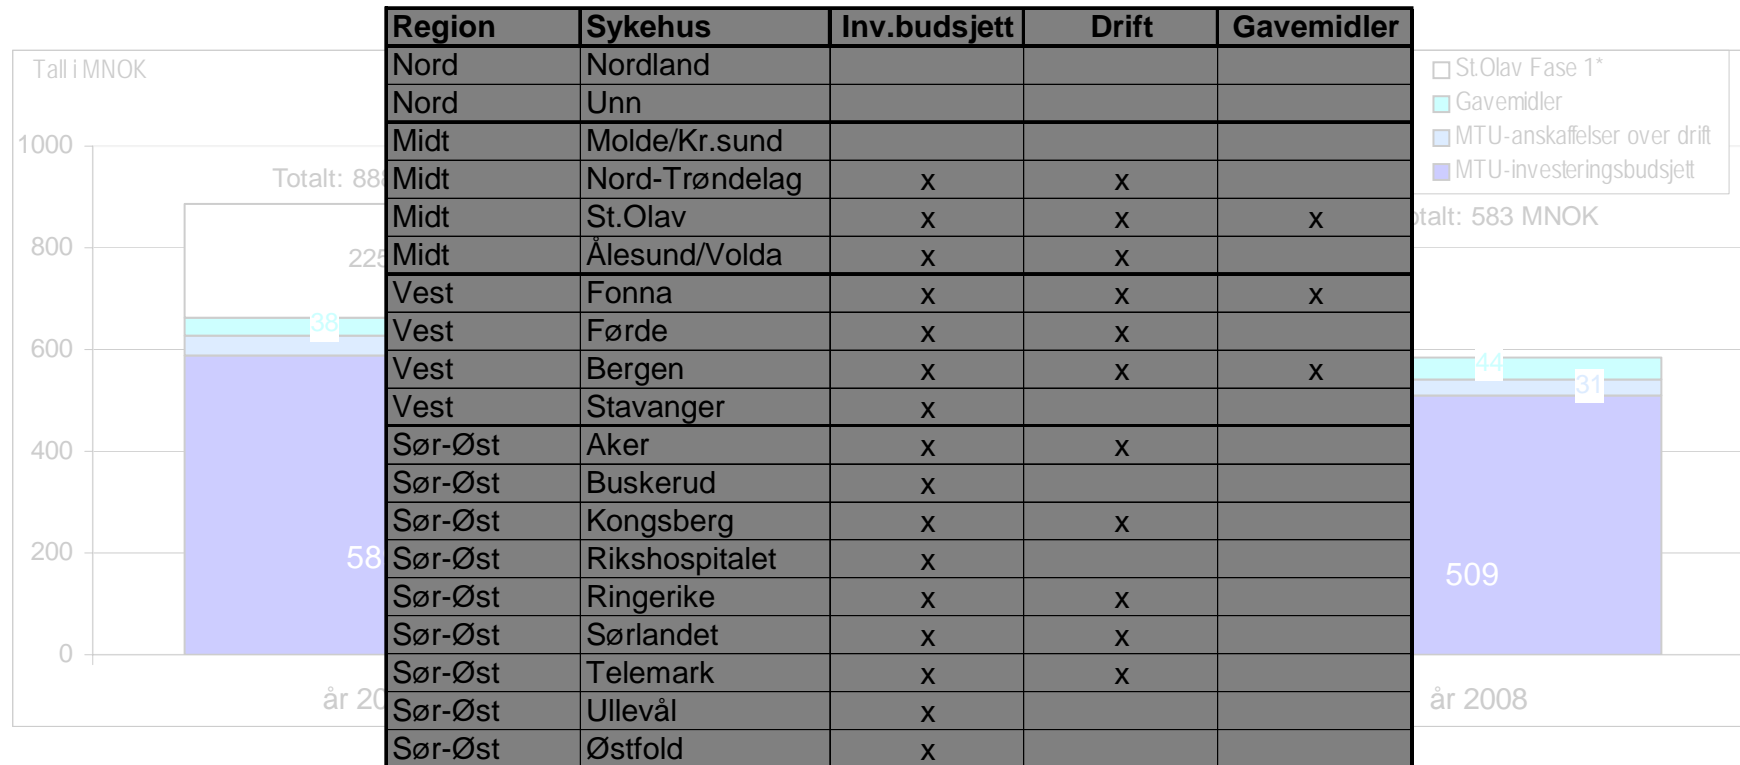 Region Sykehus Inv.budsjett Drift Gavemidler
Nord Nordland
Nord Unn
Midt Molde/Kr.sund
Midt Nord-Trøndelag x x
Midt St.Olav x x x
Midt Ålesund/Volda x x
Vest Fonna x x x
Vest Førde x x
Vest Bergen x x x
Vest Stavanger x
Sør-Øst Aker x x
Sør-Øst Buskerud x
Sør-Øst Kongsberg x x
Sør-Øst Rikshospitalet x
Sør-Øst Ringerike x x
Sør-Øst Sørlandet x x
Sør-Øst Telemark x x
Sør-Øst Ullevål x
Sør-Øst Østfold x
Tall i MNOK
1000
800
600
400
200
0
Totalt:
38
år
St.Olav Fase 1*
Gavemidler
MTU-anskaffelser over drift
MTU-investeringsbudsjett
583 MNOK
44
31
509
år 2008